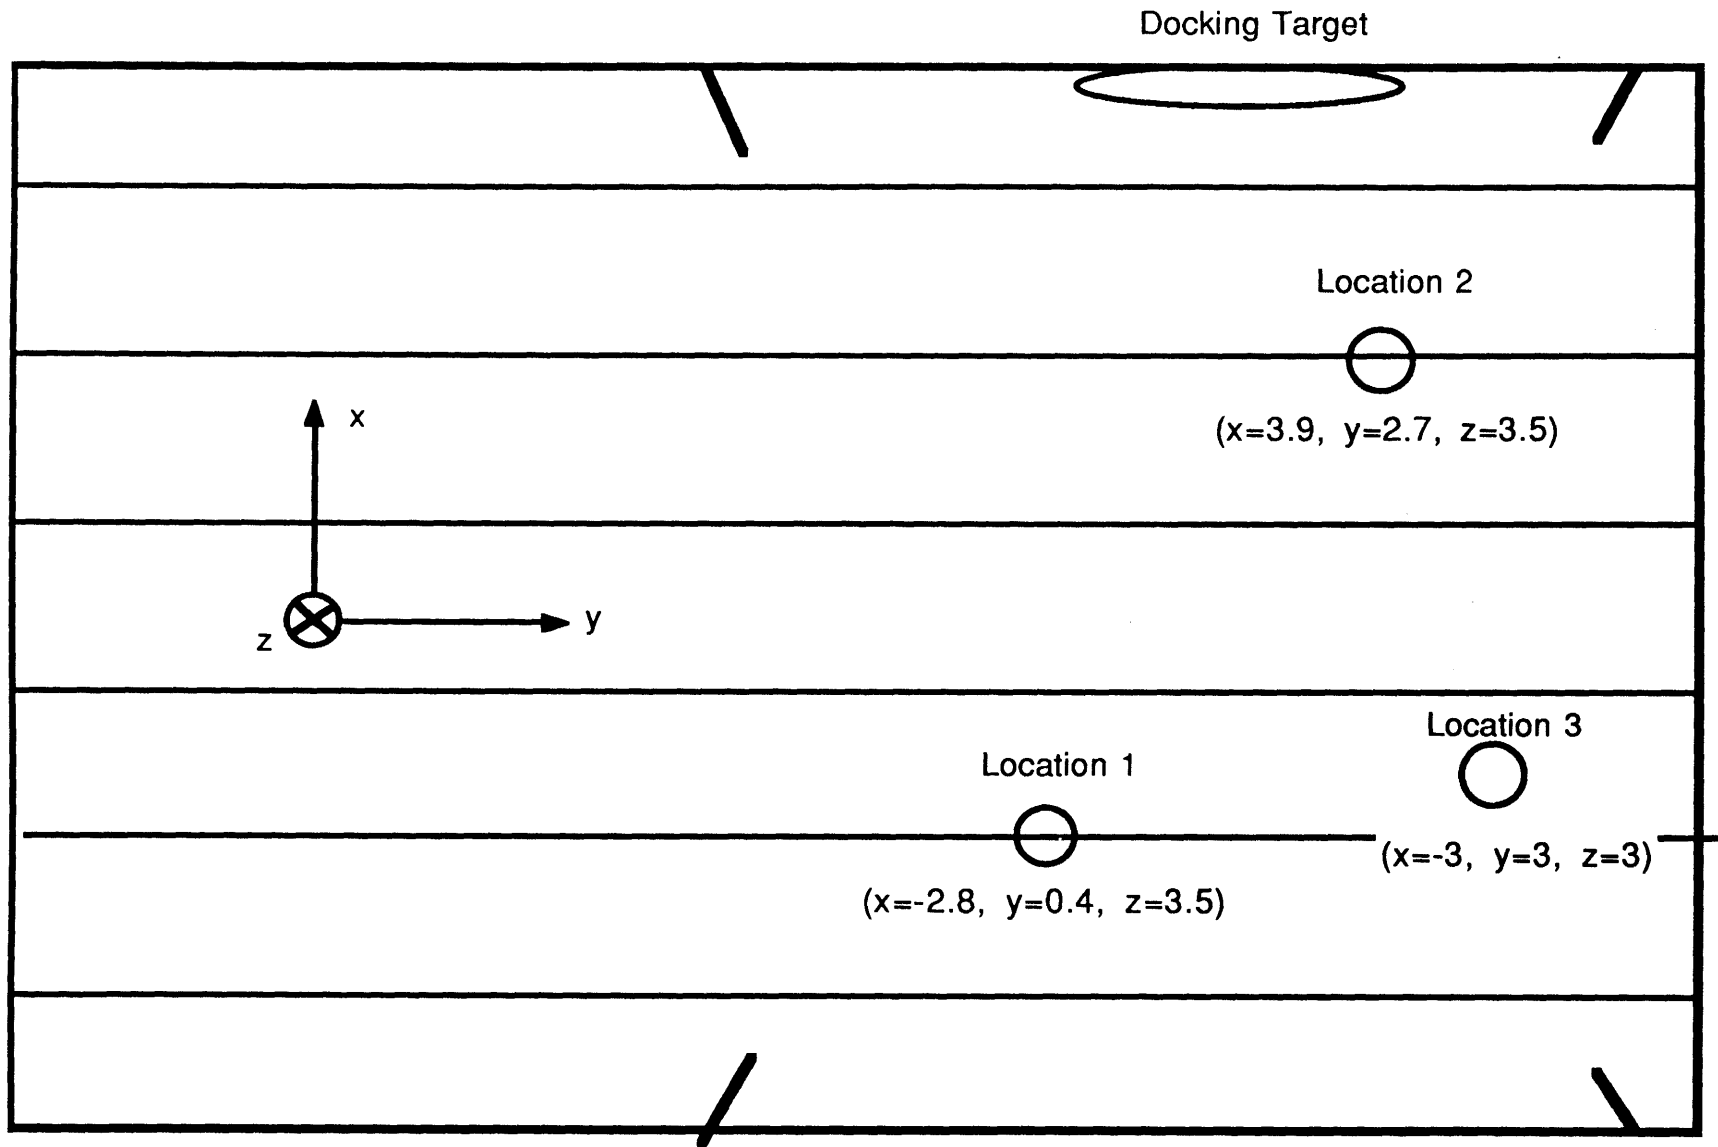 Docking Target
Location 2
(x=3.9, y=2.7, z=3.5)
x
z
y
Location 3
Location 1
(x=-3, y=3, z=3)
(x=-2.8, y=0.4, z=3.5)